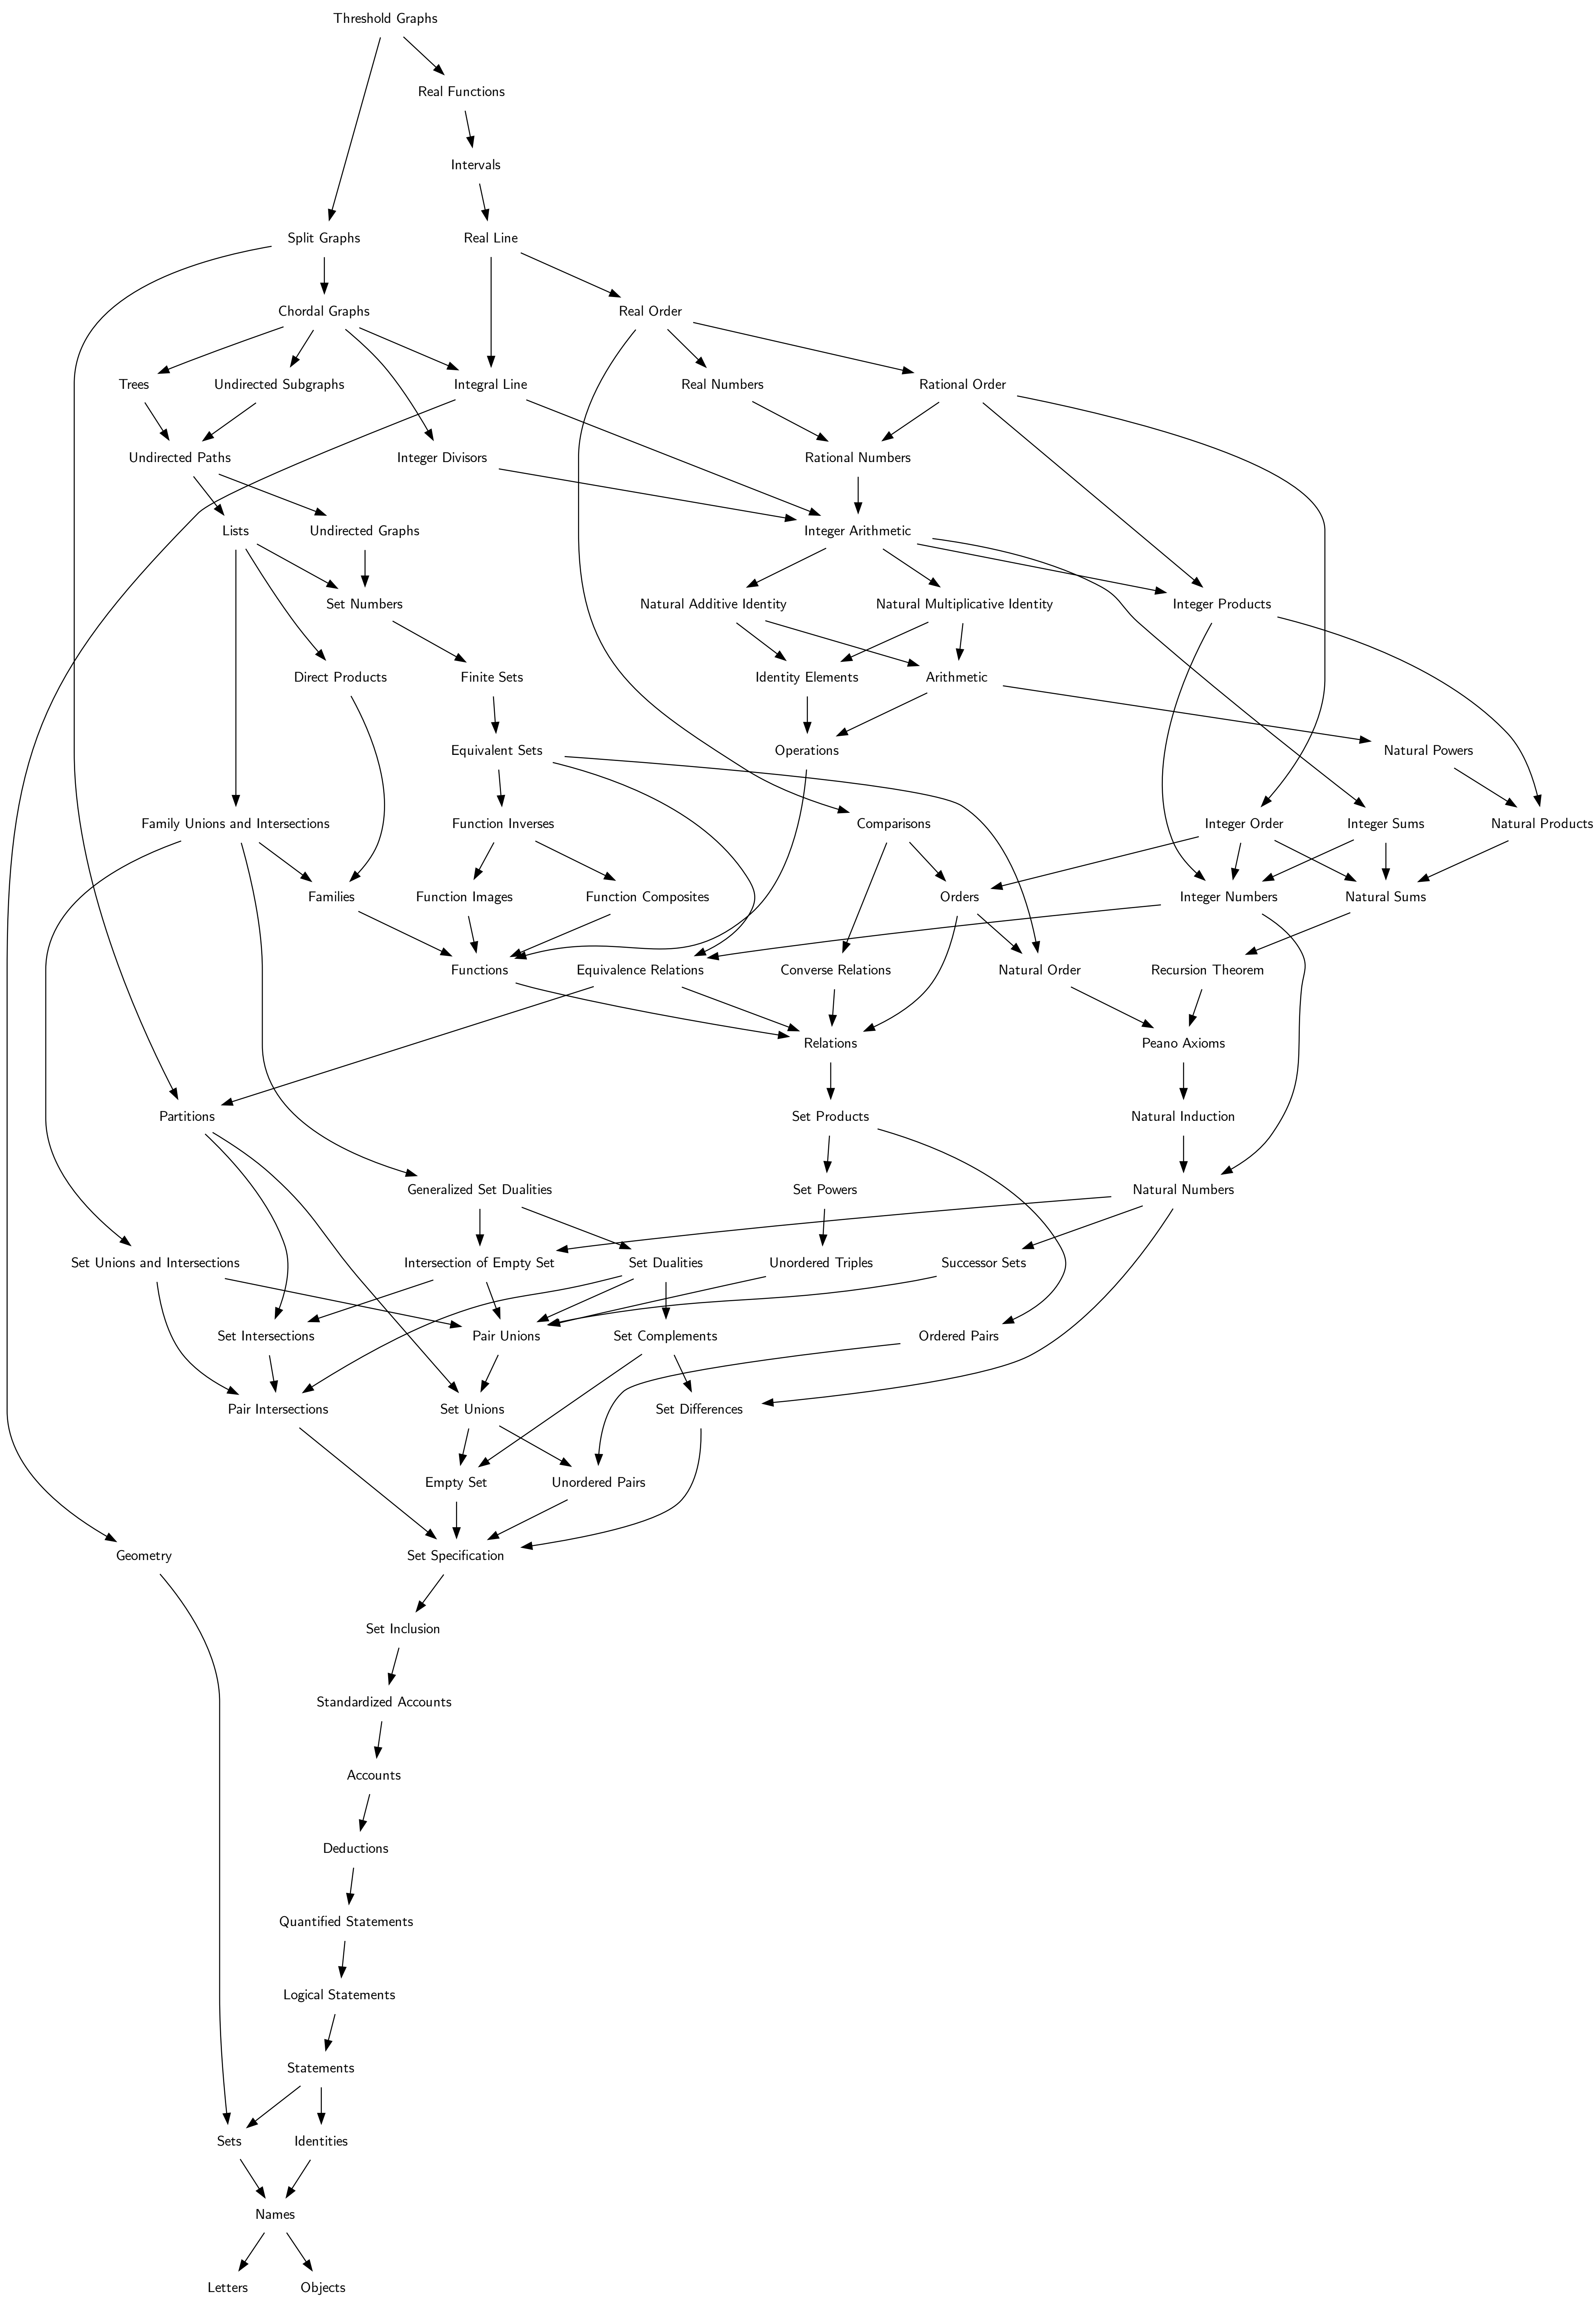 Threshold Graphs
Real Functions
Intervals
Split Graphs
Real Line
Chordal Graphs
Real Order
Trees
Undirected Subgraphs
Integral Line
Real Numbers
Rational Order
Undirected Paths
Integer Divisors
Rational Numbers
Lists
Undirected Graphs
Integer Arithmetic
Set Numbers
Natural Additive Identity
Natural Multiplicative Identity
Integer Products
Direct Products
Finite Sets
Identity Elements
Arithmetic
Equivalent Sets
Operations
Natural Powers
Family Unions and Intersections
Function Inverses
Comparisons
Integer Order
Integer Sums
Natural Products
Families
Function Images
Function Composites
Orders
Integer Numbers
Natural Sums
Functions
Equivalence Relations
Converse Relations
Natural Order
Recursion Theorem
Relations
Peano Axioms
Partitions
Set Products
Natural Induction
Generalized Set Dualities
Set Powers
Natural Numbers
Set Unions and Intersections
Intersection of Empty Set
Set Dualities
Unordered Triples
Successor Sets
Set Intersections
Pair Unions
Set Complements
Ordered Pairs
Pair Intersections
Set Unions
Set Differences
Empty Set
Unordered Pairs
Geometry
Set Specification
Set Inclusion
Standardized Accounts
Accounts
Deductions
Quantified Statements
Logical Statements
Statements
Sets
Identities
Names
Letters
Objects